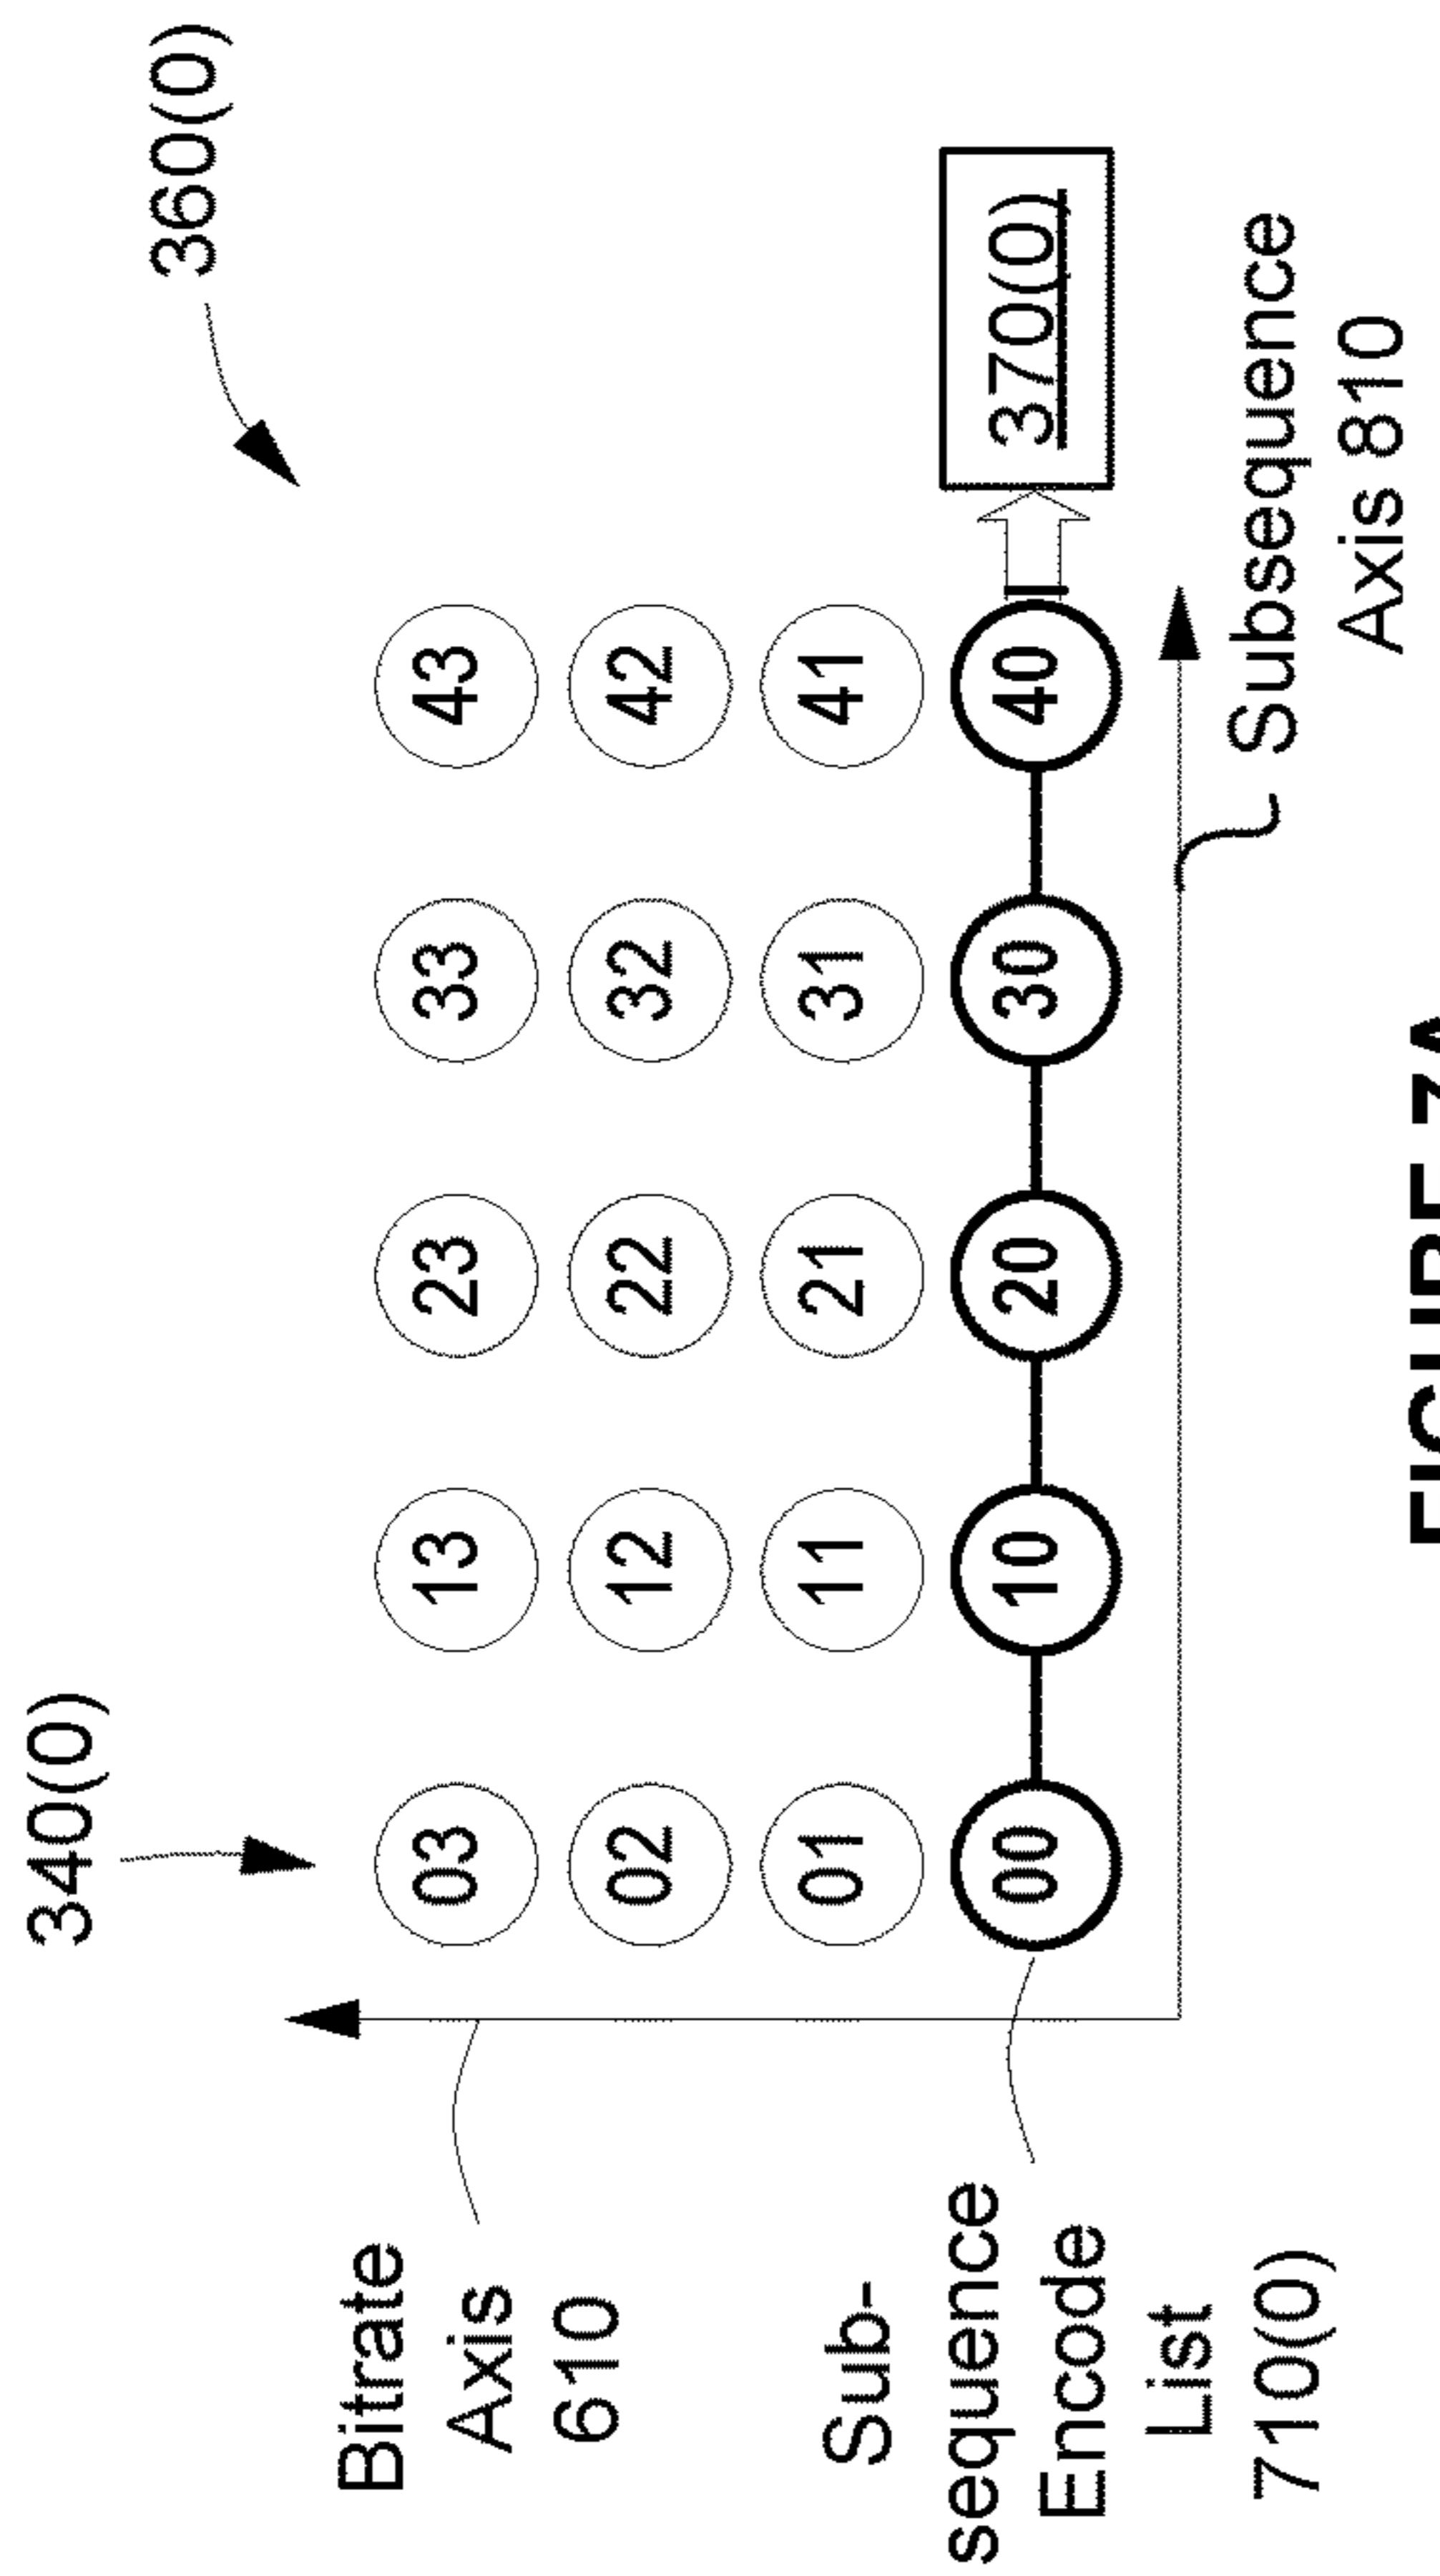 340(0)
360(0)
Bitrate
Axis
610
03 13 23 33 43
02 12 22 32 42
01 11 21 31 41
Sub-
sequence
Encode
List
710(0)
00 10 20 30 40
370(0)
Subsequence
Axis 810